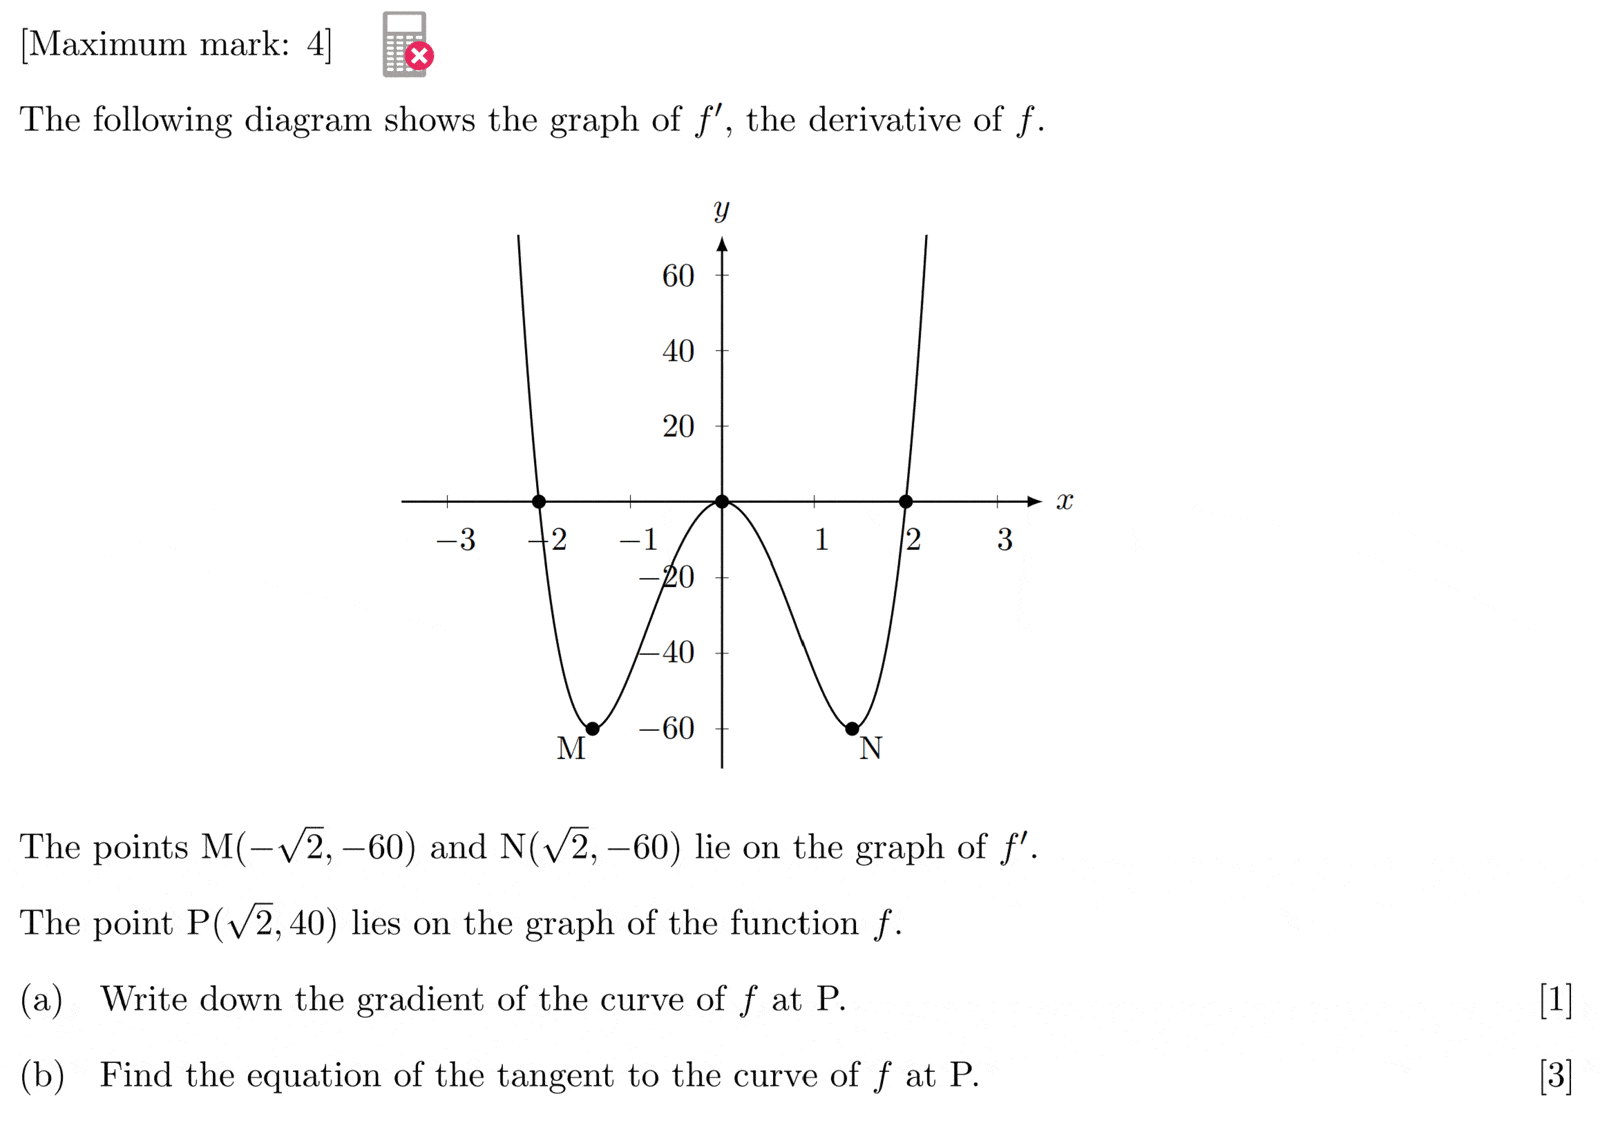 [Maximum mark: 4]
The following diagram shows the graph of f′, the derivative of f.
y
60
40
20
x
−3 −2 −1 1 2 3
−20
−40
−60
M N
The points M(−√2, −60) and N(√2, −60) lie on the graph of f′.
The point P(√2, 40) lies on the graph of the function f.
(a) Write down the gradient of the curve of f at P. [1]
(b) Find the equation of the tangent to the curve of f at P. [3]